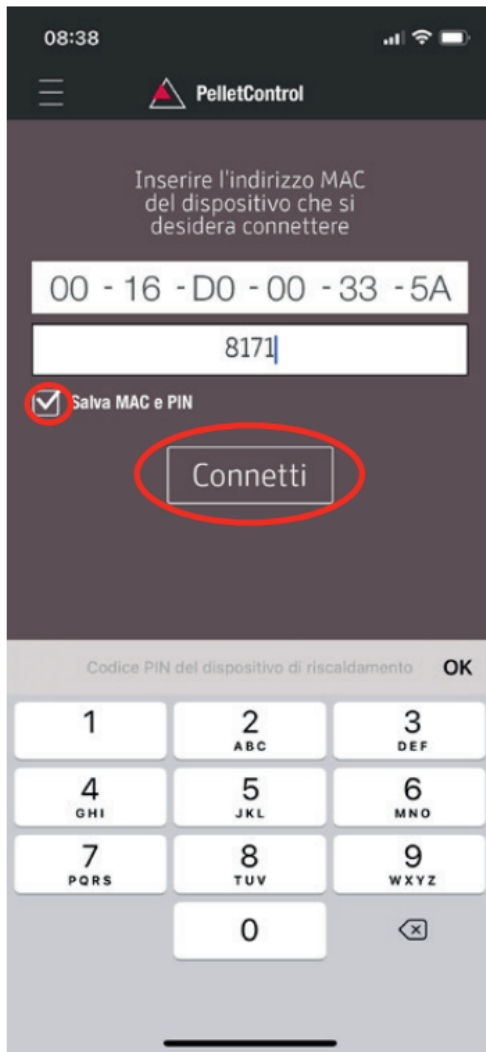 08:38
PelletControl
Inserire l'indirizzo MAC
del dispositivo che si
desidera connettere
00 - 16 - D0 - 00 - 33 - 5A
8171
Salva MAC e PIN
Connetti
Codice PIN del dispositivo di riscaldamento OK
1 2 3
ABC DEF
4 5 6
GHI JKL MNO
7 8 9
PQRS TUV WXYZ
0